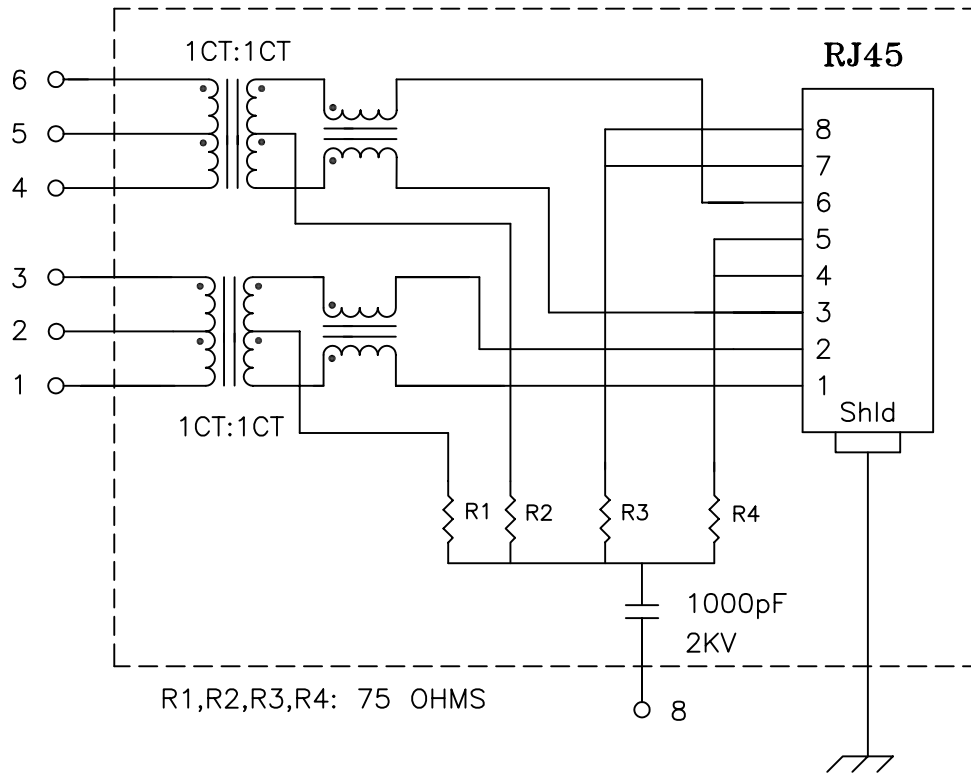 1CT:1CT
RJ45
6
5
4
3
2
1
8
7
6
5
4
3
2
1
Shld
1CT:1CT
R1
R2
R3
R4
1000pF
2KV
R1,R2,R3,R4: 75 OHMS
8